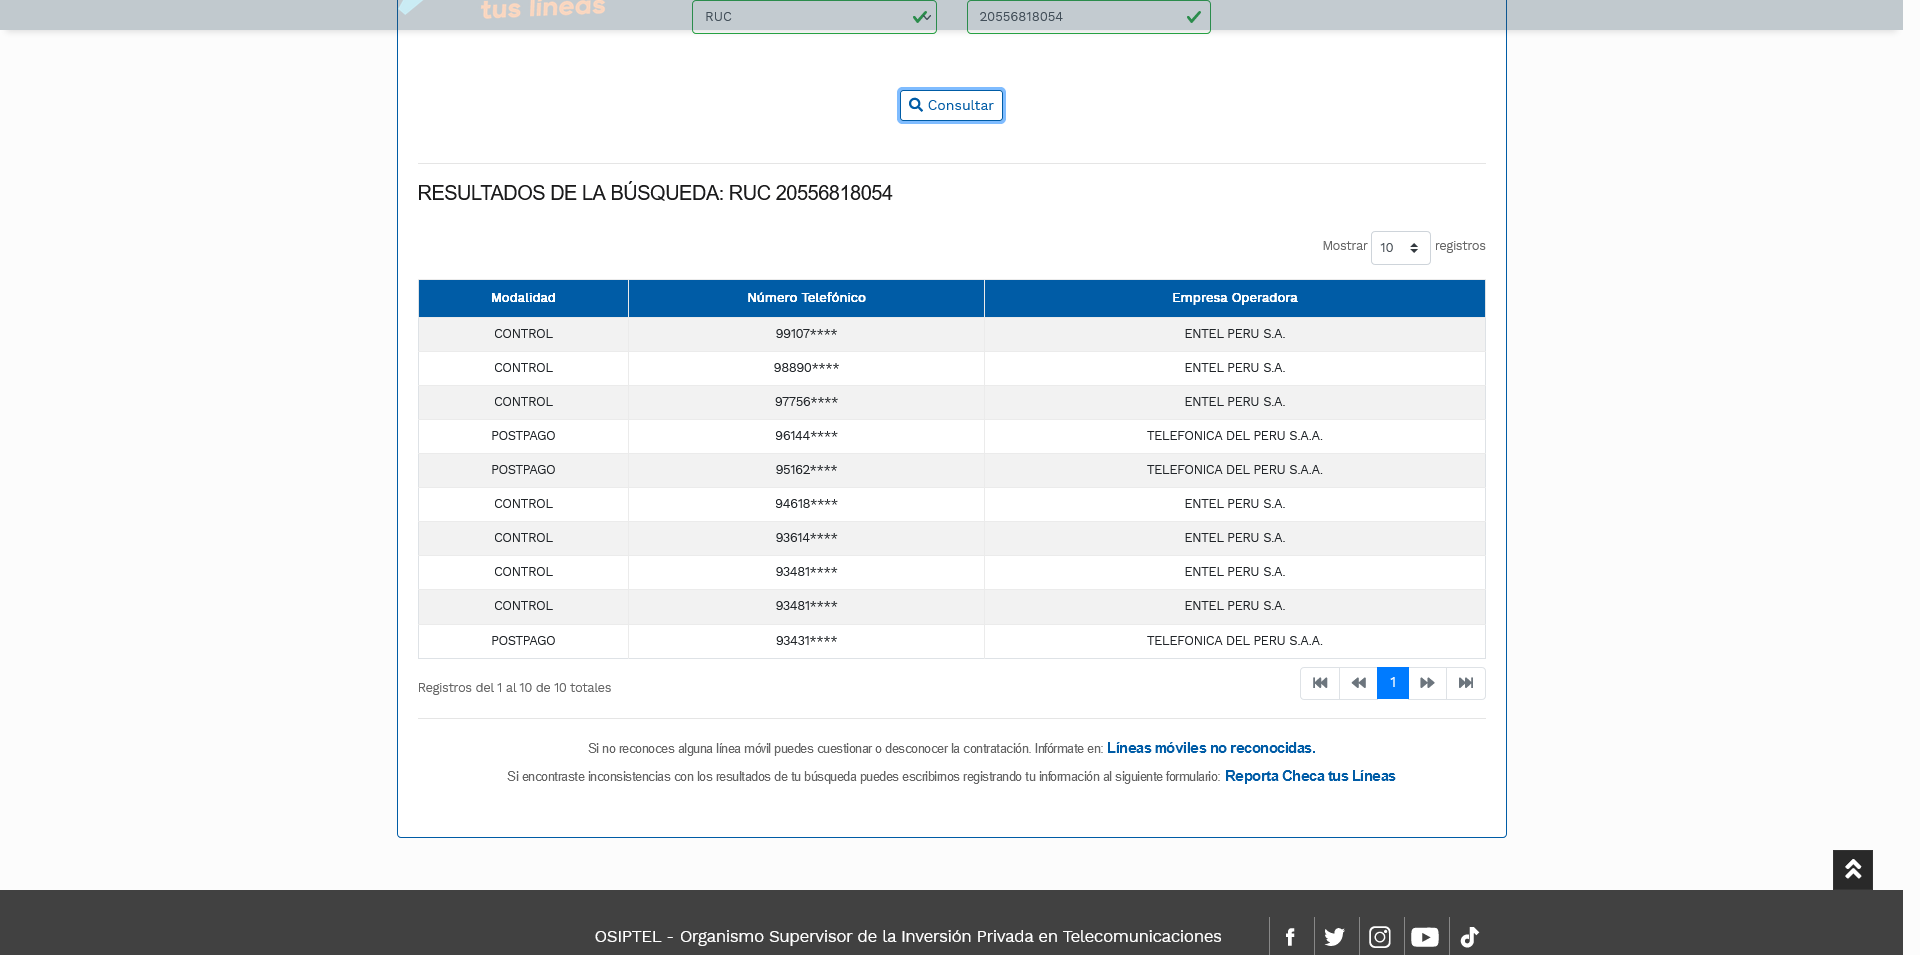 tus líneas
RUC
20556818054
Consultar
RESULTADOS DE LA BÚSQUEDA: RUC 20556818054
Mostrar 10 registros
Modalidad Número Telefónico Empresa Operadora
CONTROL 99107**** ENTEL PERU S.A.
CONTROL 98890**** ENTEL PERU S.A.
CONTROL 97756**** ENTEL PERU S.A.
POSTPAGO 96144**** TELEFONICA DEL PERU S.A.A.
POSTPAGO 95162**** TELEFONICA DEL PERU S.A.A.
CONTROL 94618**** ENTEL PERU S.A.
CONTROL 93614**** ENTEL PERU S.A.
CONTROL 93481**** ENTEL PERU S.A.
CONTROL 93481**** ENTEL PERU S.A.
POSTPAGO 93431**** TELEFONICA DEL PERU S.A.A.
Registros del 1 al 10 de 10 totales
1
Si no reconoces alguna línea móvil puedes cuestionar o desconocer la contratación. Infórmate en: Líneas móviles no reconocidas.
Si encontraste inconsistencias con los resultados de tu búsqueda puedes escribirnos registrando tu información al siguiente formulario: Reporta Checa tus Líneas
OSIPTEL - Organismo Supervisor de la Inversión Privada en Telecomunicaciones